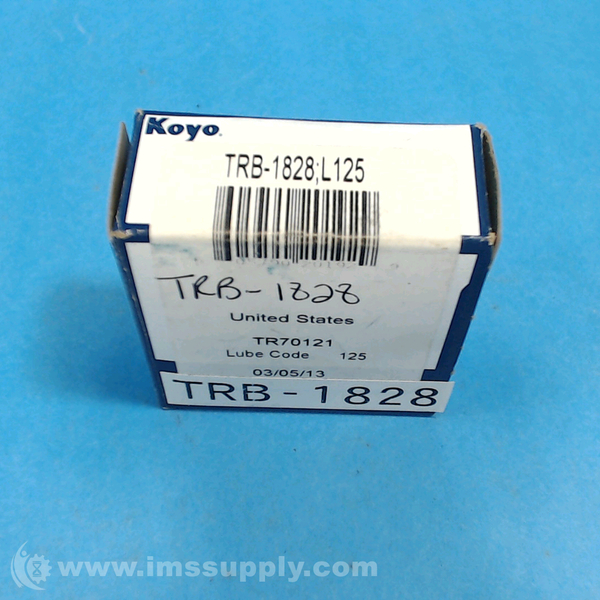 Koyo
TRB-1828;L125
TRB-1828
United States
TR70121
Lube Code 125
03/05/13
TRB-1828
www.imssupply.com